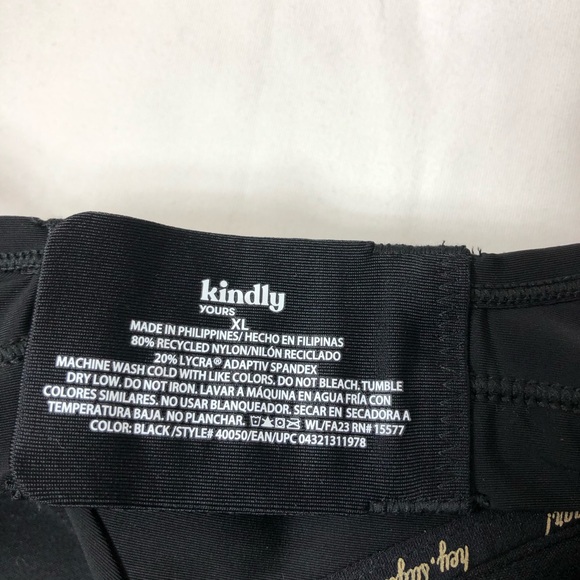 kindly
YOURS
XL
MADE IN PHILIPPINES/ HECHO EN FILIPINAS
80% RECYCLED NYLON/NILÓN RECICLADO
20% LYCRA® ADAPTIV SPANDEX
MACHINE WASH COLD WITH LIKE COLORS. DO NOT BLEACH. TUMBLE
DRY LOW. DO NOT IRON. LAVAR A MÁQUINA EN AGUA FRÍA CON
COLORES SIMILARES. NO USAR BLANQUEADOR. SECAR EN SECADORA A
TEMPERATURA BAJA. NO PLANCHAR. WL/FA23 RN# 15577
COLOR: BLACK /STYLE# 40050/EAN/UPC 04321311978
hey,